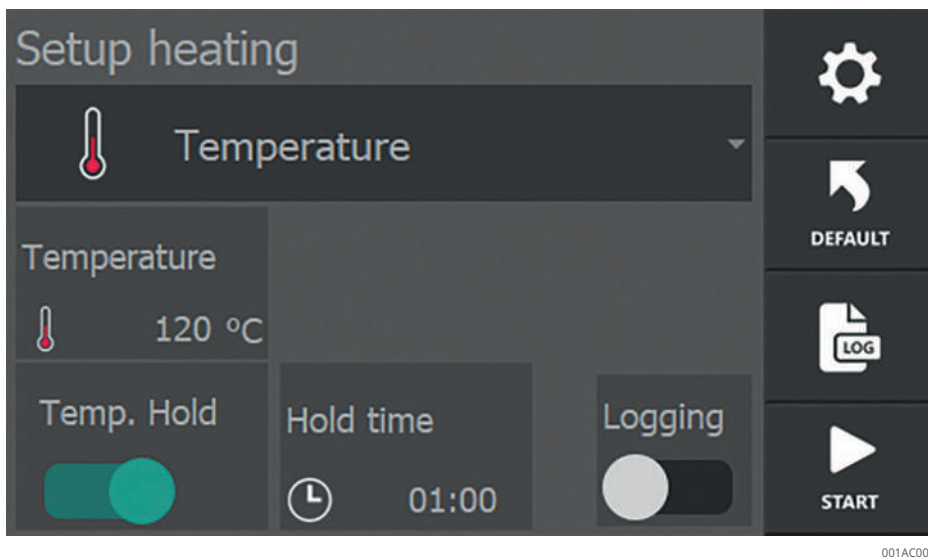 Setup heating
Temperature
Temperature
120 °C
Temp. Hold
Hold time
01:00
Logging
DEFAULT
LOG
START
001AC00